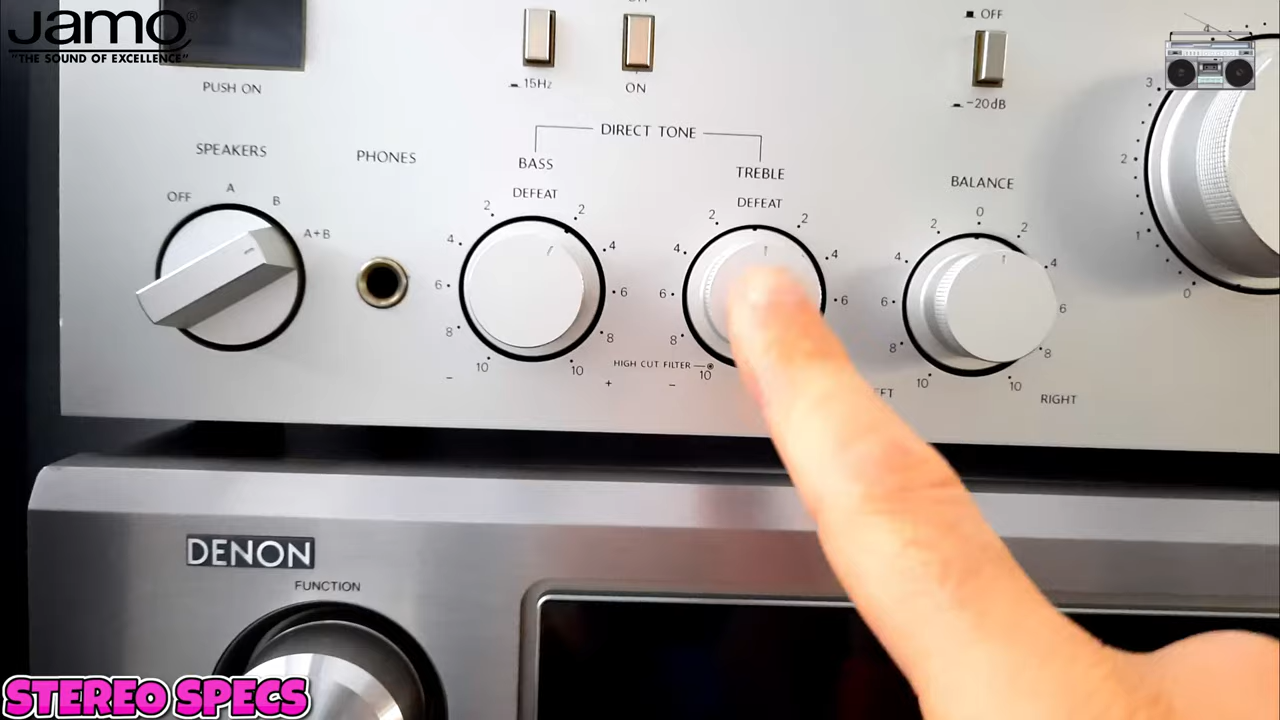 Jamo®
"THE SOUND OF EXCELLENCE"
PUSH ON
15Hz
ON
OFF
-20dB
DIRECT TONE
SPEAKERS
OFF A B A+B
PHONES
BASS
DEFEAT
2 2
4 4
6 6
8 8
10 10
- +
TREBLE
DEFEAT
2 2
4 4
6 6
8
HIGH CUT FILTER
10
-
BALANCE
0
2 2
4 4
6 6
8 8
10 10
RIGHT
4
3
2
1
0
DENON
FUNCTION
STEREO SPECS